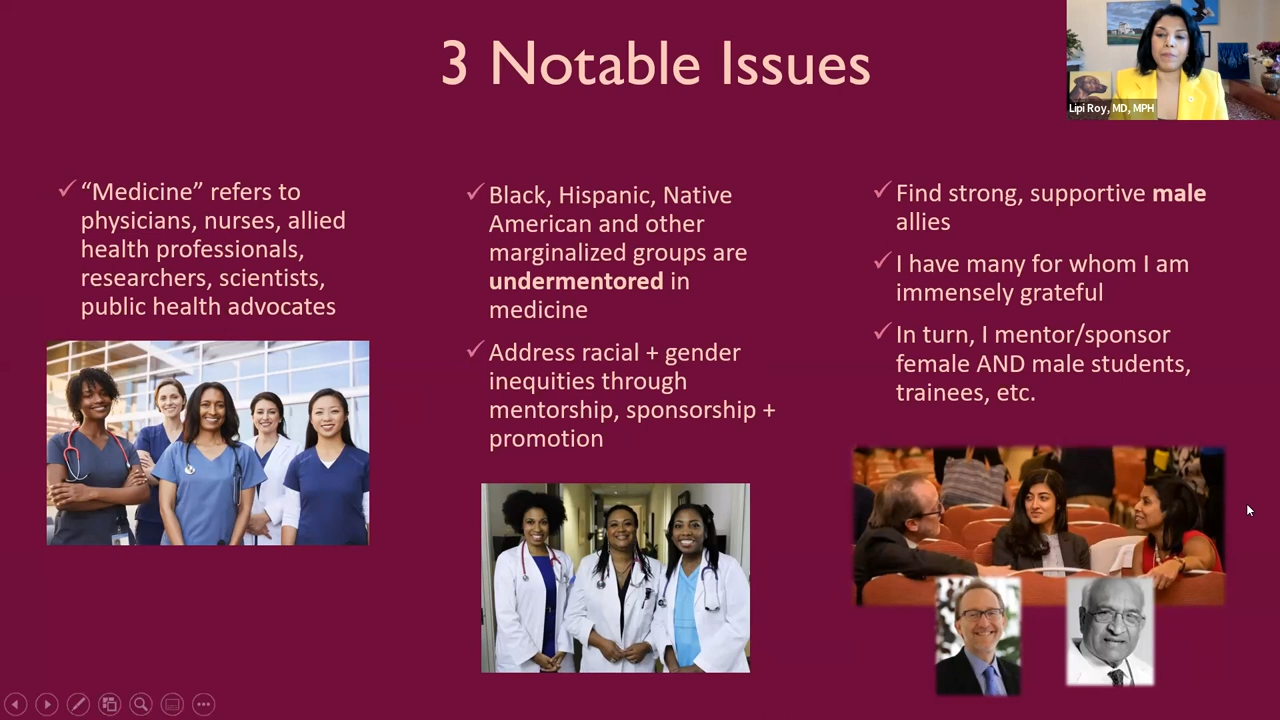 3 Notable Issues
Lipi Roy, MD, MPH
“Medicine” refers to
physicians, nurses, allied
health professionals,
researchers, scientists,
public health advocates
Black, Hispanic, Native
American and other
marginalized groups are
undermentored in
medicine
Address racial + gender
inequities through
mentorship, sponsorship +
promotion
Find strong, supportive male
allies
I have many for whom I am
immensely grateful
In turn, I mentor/sponsor
female AND male students,
trainees, etc.